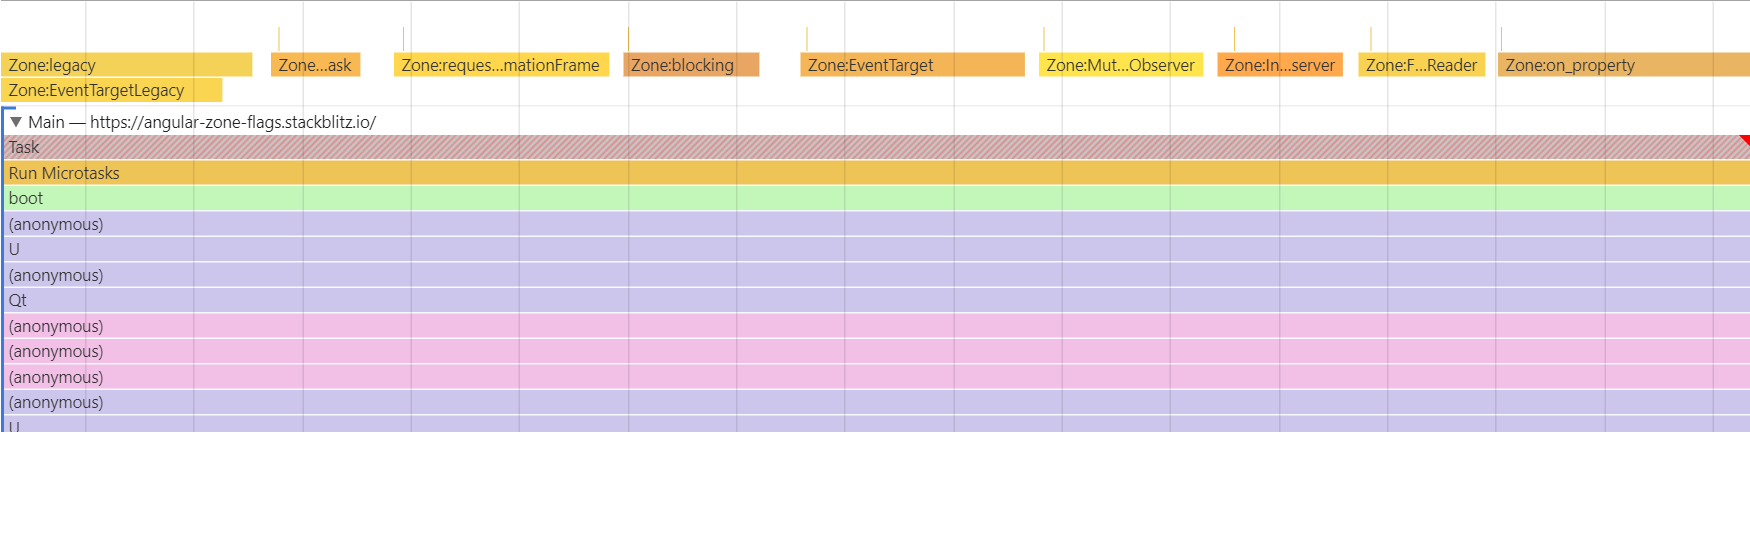 Zone:legacy Zone...ask Zone:reques...mationFrame Zone:blocking Zone:EventTarget Zone:Mut...Observer Zone:In...server Zone:F...Reader Zone:on_property
Zone:EventTargetLegacy
▼ Main — https://angular-zone-flags.stackblitz.io/
Task
Run Microtasks
boot
(anonymous)
U
(anonymous)
Qt
(anonymous)
(anonymous)
(anonymous)
(anonymous)
U